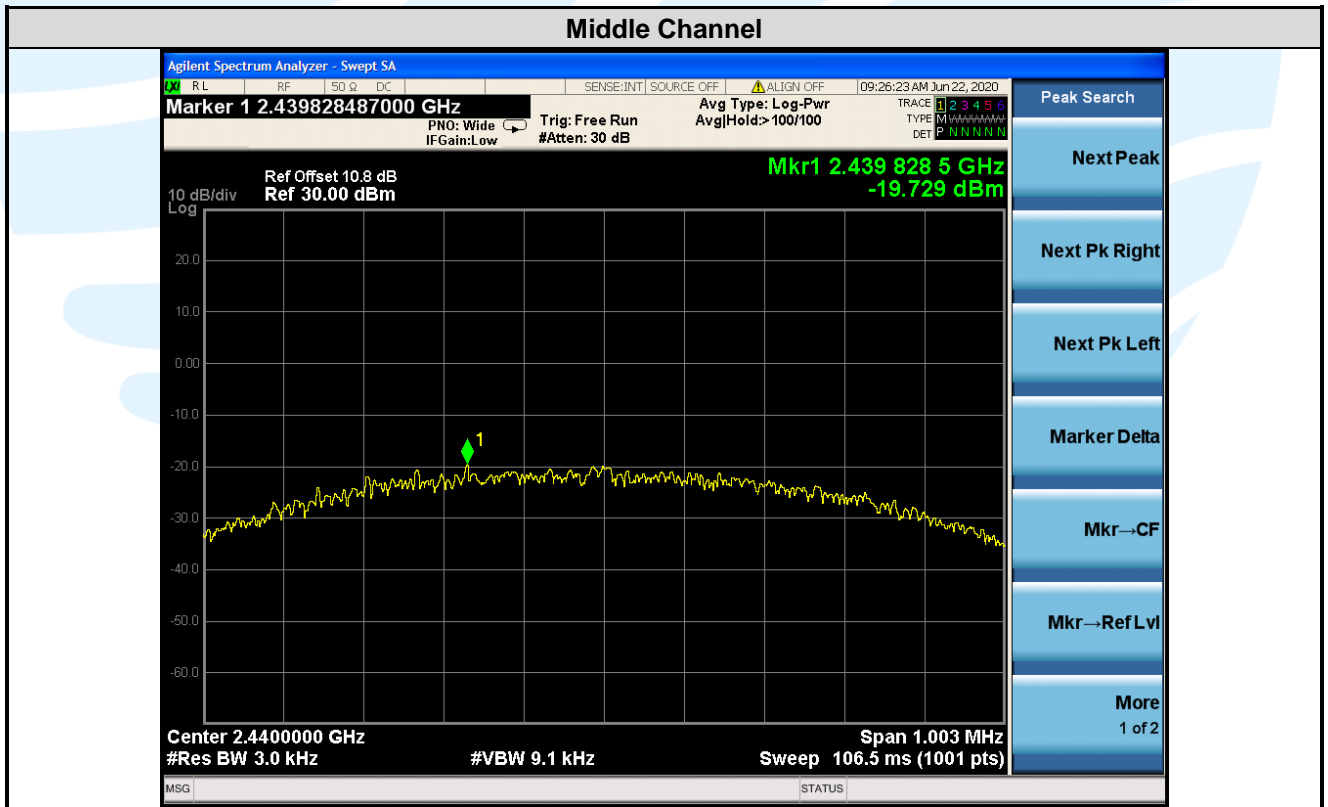 Middle Channel
Agilent Spectrum Analyzer - Swept SA
LXI RL RF 50 Ω DC SENSE:INT SOURCE OFF ALIGN OFF 09:26:23 AM Jun 22, 2020
Marker 1 2.439828487000 GHz
PNO: Wide
IFGain:Low
Trig: Free Run
#Atten: 30 dB
Avg Type: Log-Pwr
Avg|Hold:>100/100
TRACE 1 2 3 4 5 6
TYPE M
DET P N N N N N
Mkr1 2.439 828 5 GHz
-19.729 dBm
Ref Offset 10.8 dB
10 dB/div Ref 30.00 dBm
Log
20.0
10.0
0.00
-10.0
1
-20.0
-30.0
-40.0
-50.0
-60.0
Center 2.4400000 GHz Span 1.003 MHz
#Res BW 3.0 kHz #VBW 9.1 kHz Sweep 106.5 ms (1001 pts)
MSG STATUS
Peak Search
Next Peak
Next Pk Right
Next Pk Left
Marker Delta
Mkr→CF
Mkr→Ref Lvl
More
1 of 2